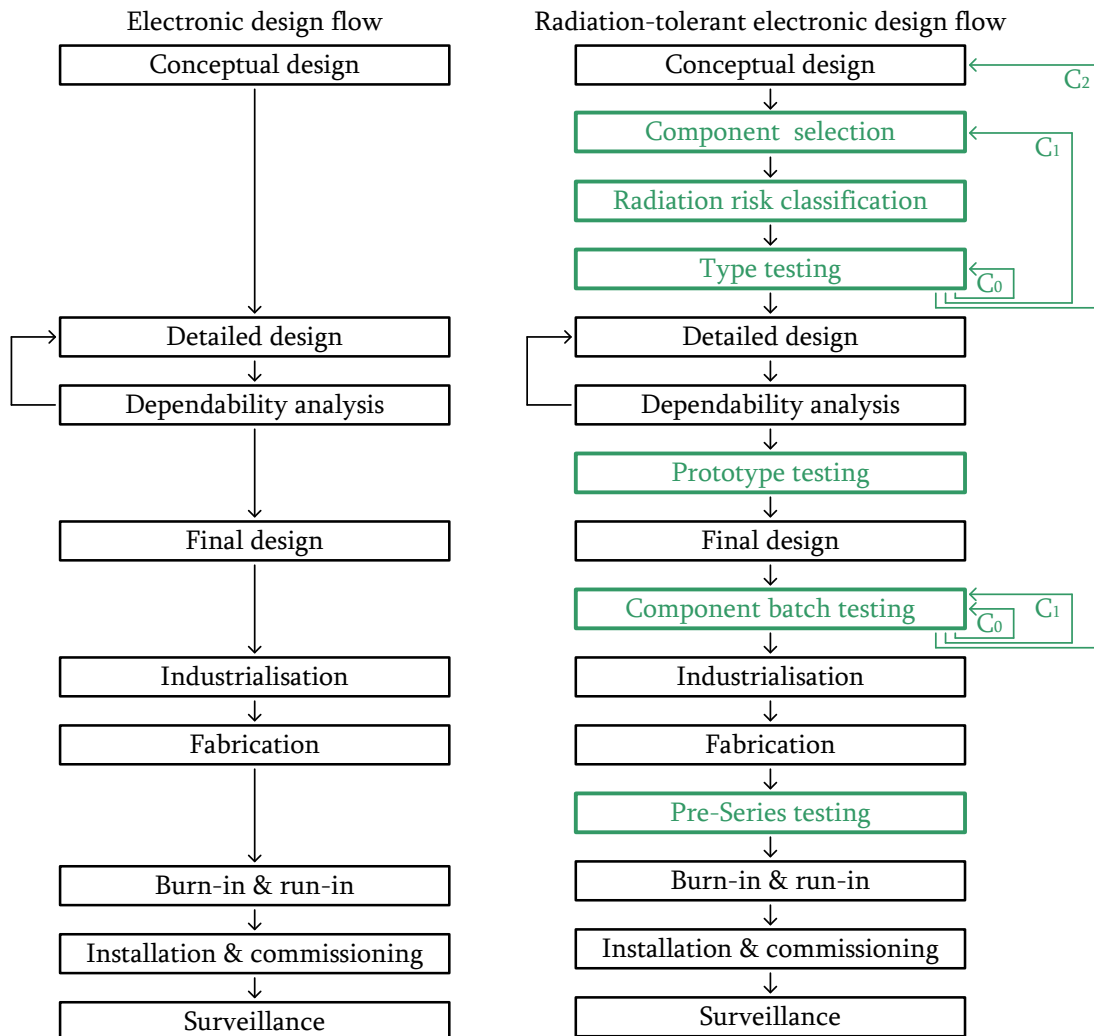 Electronic design flow
Conceptual design
Detailed design
Dependability analysis
Final design
Industrialisation
Fabrication
Burn-in & run-in
Installation & commissioning
Surveillance
Radiation-tolerant electronic design flow
Conceptual design
C2
Component selection
C1
Radiation risk classification
Type testing
C0
Detailed design
Dependability analysis
Prototype testing
Final design
Component batch testing
C1
C0
Industrialisation
Fabrication
Pre-Series testing
Burn-in & run-in
Installation & commissioning
Surveillance